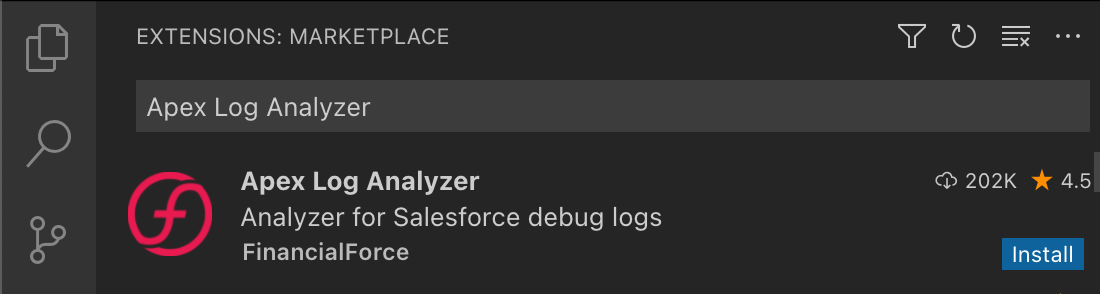 EXTENSIONS: MARKETPLACE
Apex Log Analyzer
Apex Log Analyzer 202K 4.5
Analyzer for Salesforce debug logs
FinancialForce
Install